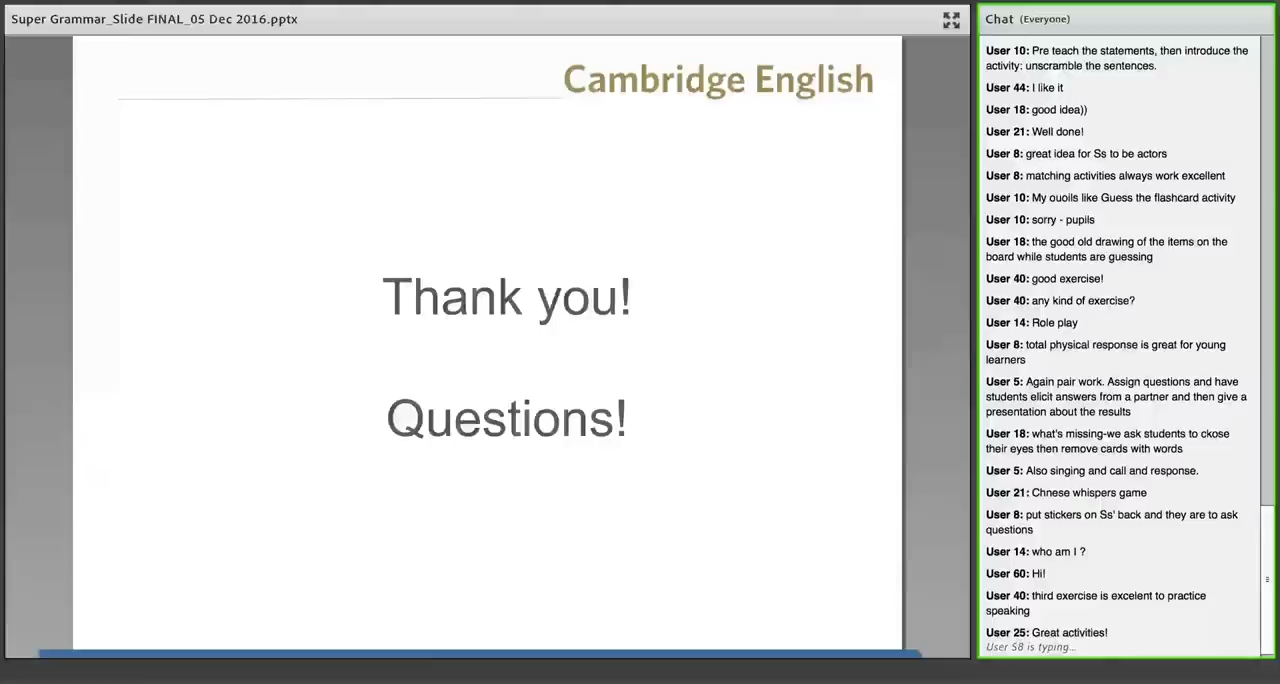 Super Grammar_Slide FINAL_05 Dec 2016.pptx
Cambridge English
Thank you!
Questions!
Chat (Everyone)
User 10: Pre teach the statements, then introduce the
activity: unscramble the sentences.
User 44: I like it
User 18: good idea))
User 21: Well done!
User 8: great idea for Ss to be actors
User 8: matching activities always work excellent
User 10: My ouoils like Guess the flashcard activity
User 10: sorry - pupils
User 18: the good old drawing of the items on the
board while students are guessing
User 40: good exercise!
User 40: any kind of exercise?
User 14: Role play
User 8: total physical response is great for young
learners
User 5: Again pair work. Assign questions and have
students elicit answers from a partner and then give a
presentation about the results
User 18: what's missing-we ask students to ckose
their eyes then remove cards with words
User 5: Also singing and call and response.
User 21: Chnese whispers game
User 8: put stickers on Ss' back and they are to ask
questions
User 14: who am I ?
User 60: Hi!
User 40: third exercise is excelent to practice
speaking
User 25: Great activities!
User 58 is typing...